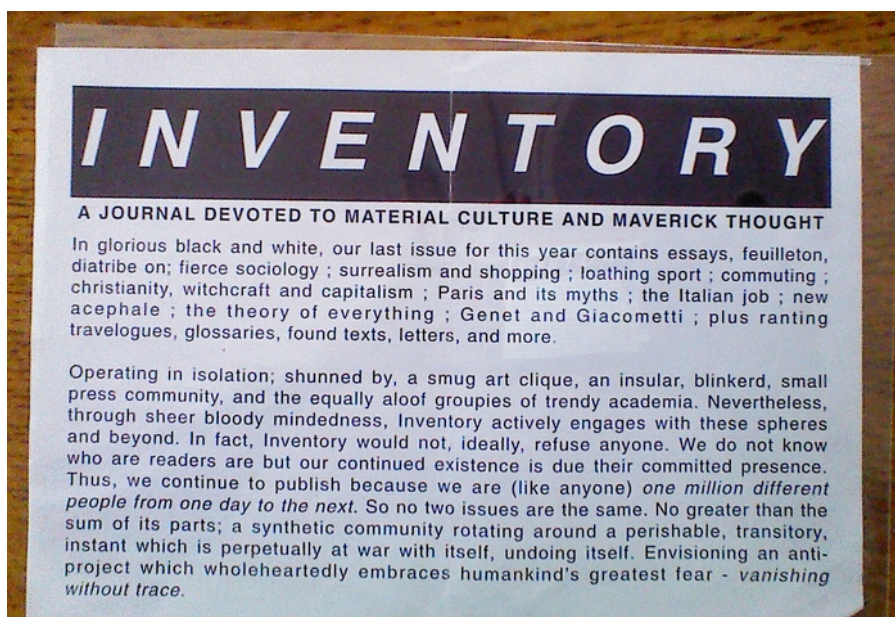 INVENTORY
A JOURNAL DEVOTED TO MATERIAL CULTURE AND MAVERICK THOUGHT
In glorious black and white, our last issue for this year contains essays, feuilleton,
diatribe on; fierce sociology ; surrealism and shopping ; loathing sport ; commuting ;
christianity, witchcraft and capitalism ; Paris and its myths ; the Italian job ; new
acephale ; the theory of everything ; Genet and Giacometti ; plus ranting
travelogues, glossaries, found texts, letters, and more.
Operating in isolation; shunned by, a smug art clique, an insular, blinkerd, small
press community, and the equally aloof groupies of trendy academia. Nevertheless,
through sheer bloody mindedness, Inventory actively engages with these spheres
and beyond. In fact, Inventory would not, ideally, refuse anyone. We do not know
who are readers are but our continued existence is due their committed presence.
Thus, we continue to publish because we are (like anyone) one million different
people from one day to the next. So no two issues are the same. No greater than the
sum of its parts; a synthetic community rotating around a perishable, transitory,
instant which is perpetually at war with itself, undoing itself. Envisioning an anti-
project which wholeheartedly embraces humankind's greatest fear - vanishing
without trace.